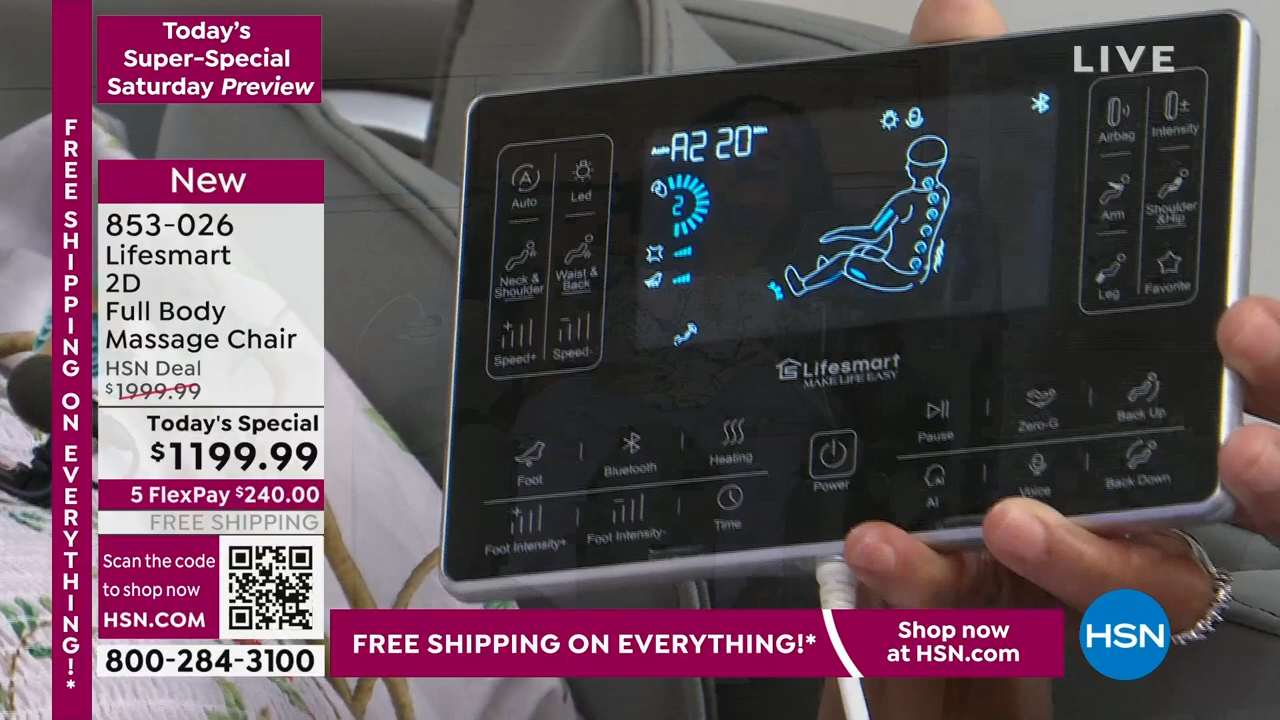 Today's
Super-Special
Saturday Preview
FREE SHIPPING ON EVERYTHING!*
New
853-026
Lifesmart
2D
Full Body
Massage Chair
HSN Deal
$1999.99
Today's Special
$1199.99
5 FlexPay $240.00
FREE SHIPPING
Scan the code
to shop now
HSN.COM
800-284-3100
LIVE
Auto A2 20 Min
2
Auto
Led
Neck &
Shoulder
Waist &
Back
Speed+
Speed-
Airbag
Intensity
Arm
Shoulder
&Hip
Leg
Favorite
Lifesmart
MAKE LIFE EASY
Foot
Bluetooth
Heating
Power
Pause
Zero-G
Back Up
Foot Intensity+
Foot Intensity-
Time
AI
Voice
Back Down
FREE SHIPPING ON EVERYTHING!*
Shop now
at HSN.com
HSN